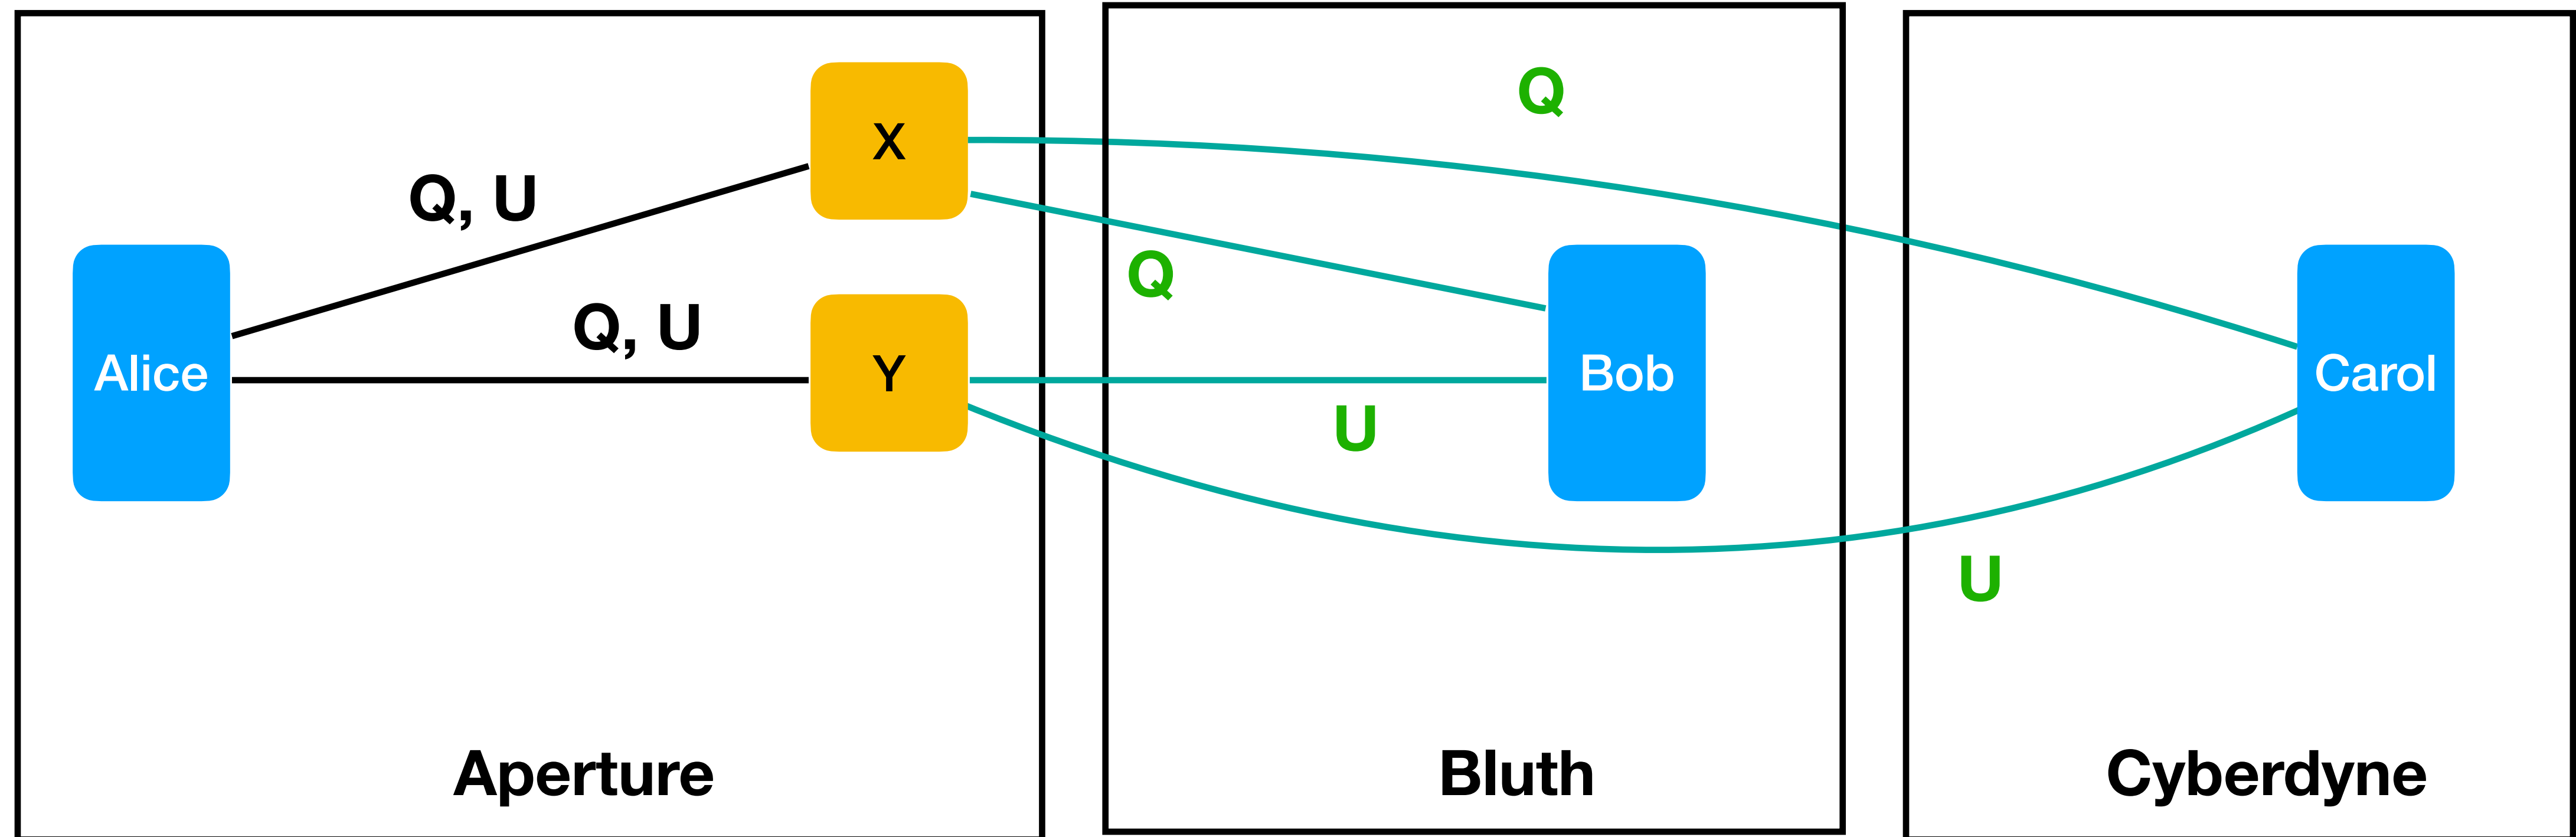 Q
X
Q, U
Q
Q, U
Alice
Y
Bob
Carol
U
U
Aperture
Bluth
Cyberdyne